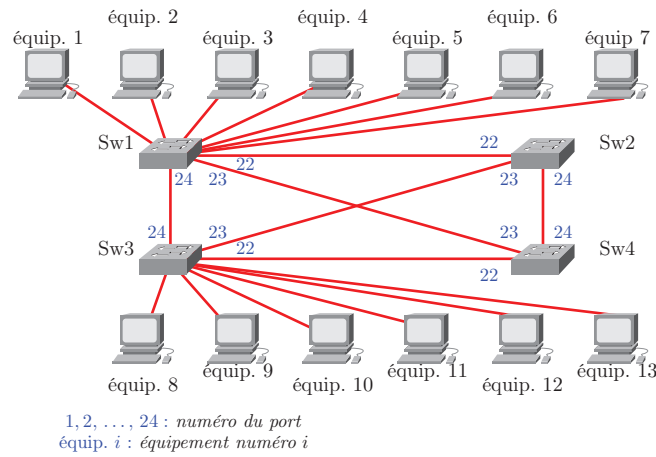 équip. 1
équip. 2
équip. 3
équip. 4
équip. 5
équip. 6
équip 7
Sw1
22
22
Sw2
24
23
23
24
24
23
23
24
Sw3
22
22
Sw4
équip. 8
équip. 9
équip. 10
équip. 11
équip. 12
équip. 13
1, 2, ..., 24 : numéro du port
équip. i : équipement numéro i